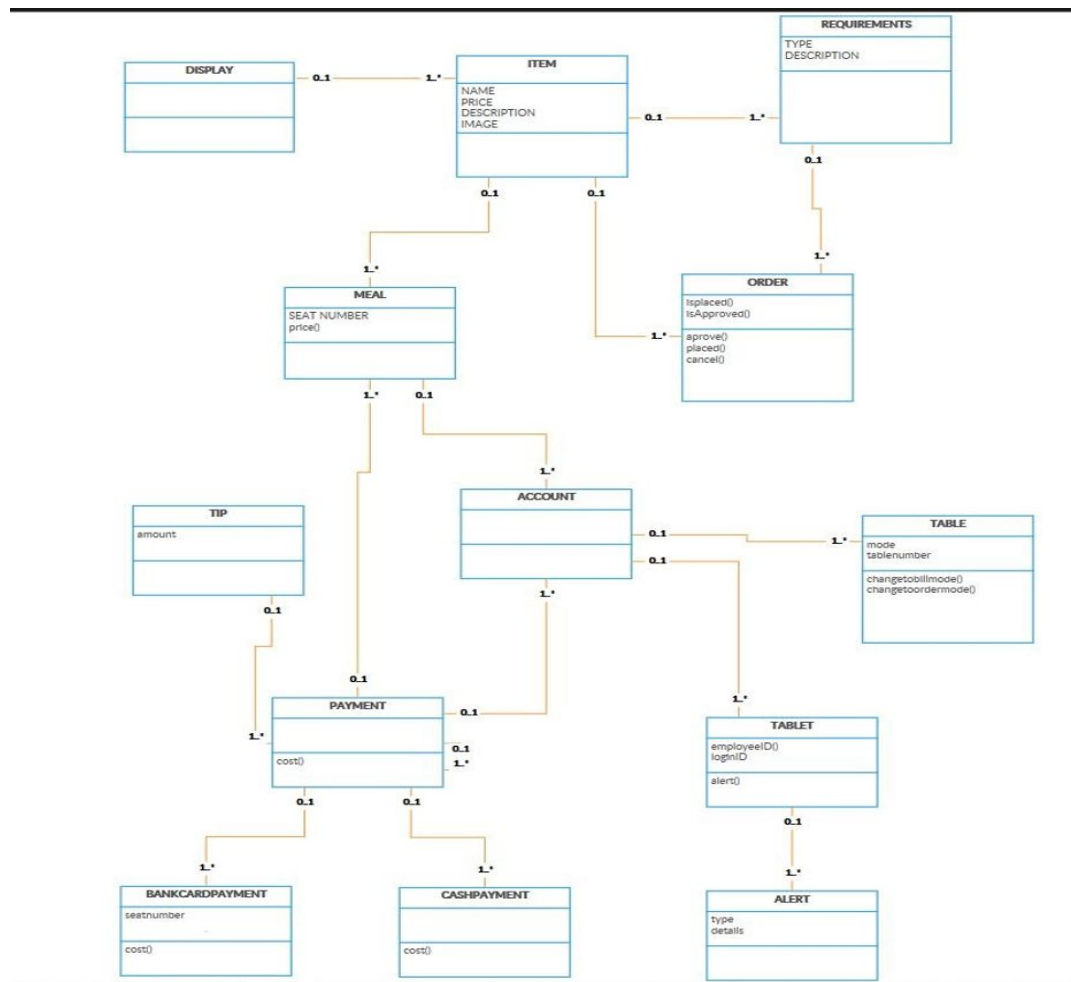 REQUIREMENTS
TYPE
DESCRIPTION
DISPLAY
0..1
1..*
ITEM
NAME
PRICE
DESCRIPTION
IMAGE
0..1
1..*
0..1
0..1
0..1
1..*
1..*
MEAL
SEAT NUMBER
price()
ORDER
Isplaced()
IsApproved()
aprove()
placed()
cancel()
1..*
1..*
0..1
1..*
ACCOUNT
TIP
amount
0..1
1..*
TABLE
mode
tablenumber
changetobillmode()
changetoordermode()
0..1
1..*
0..1
0..1
1..*
PAYMENT
cost()
0..1
1..*
0..1
1..*
TABLET
employeeID()
loginID
alert()
0..1
0..1
0..1
1..*
1..*
1..*
BANKCARDPAYMENT
seatnumber
cost()
CASHPAYMENT
cost()
ALERT
type
details